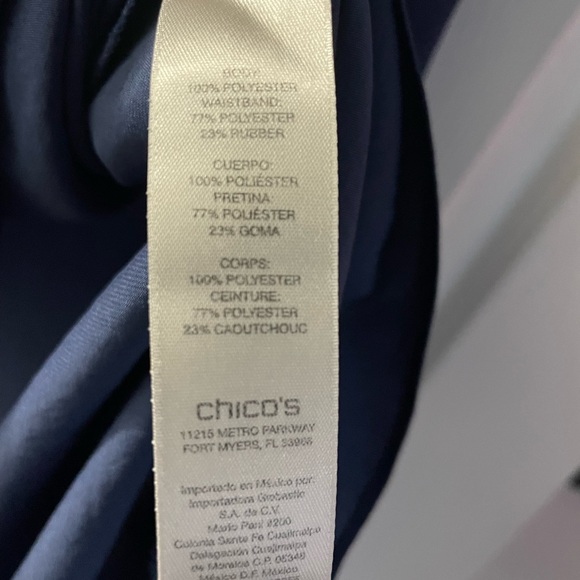 BODY:
100% POLYESTER
WAISTBAND:
77% POLYESTER
23% RUBBER
CUERPO:
100% POLIÉSTER
PRETINA:
77% POLIÉSTER
23% GOMA
CORPS:
100% POLYESTER
CEINTURE:
77% POLYESTER
23% CAOUTCHOUC
chico's
11215 METRO PARKWAY
FORT MYERS, FL 33966
Importado en México por:
Importadora Globastic
S.A. de C.V.
Mario Pani #200
Colonia Santa Fe Cuajimalpa
Delegación Cuajimalpa
de Morelos C.P. 05348
México D.F. México